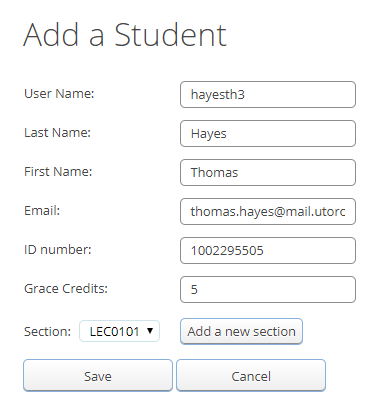 Add a Student
User Name: hayesth3
Last Name: Hayes
First Name: Thomas
Email: thomas.hayes@mail.utorc
ID number: 1002295505
Grace Credits: 5
Section: LEC0101 Add a new section
Save Cancel